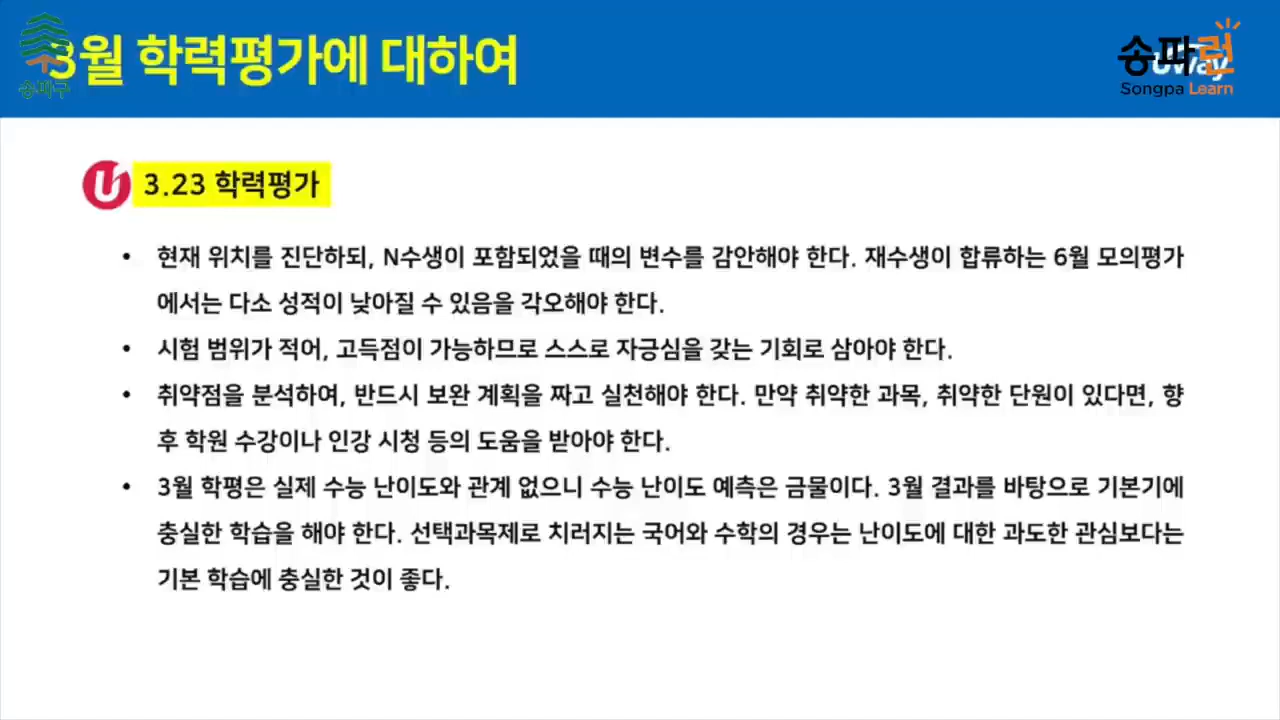 3월 학력평가에 대하여
송파구
송파런
Uway
Songpa Learn
3.23 학력평가
• 현재 위치를 진단하되, N수생이 포함되었을 때의 변수를 감안해야 한다. 재수생이 합류하는 6월 모의평가
에서는 다소 성적이 낮아질 수 있음을 각오해야 한다.
• 시험 범위가 적어, 고득점이 가능하므로 스스로 자긍심을 갖는 기회로 삼아야 한다.
• 취약점을 분석하여, 반드시 보완 계획을 짜고 실천해야 한다. 만약 취약한 과목, 취약한 단원이 있다면, 향
후 학원 수강이나 인강 시청 등의 도움을 받아야 한다.
• 3월 학평은 실제 수능 난이도와 관계 없으니 수능 난이도 예측은 금물이다. 3월 결과를 바탕으로 기본기에
충실한 학습을 해야 한다. 선택과목제로 치러지는 국어와 수학의 경우는 난이도에 대한 과도한 관심보다는
기본 학습에 충실한 것이 좋다.